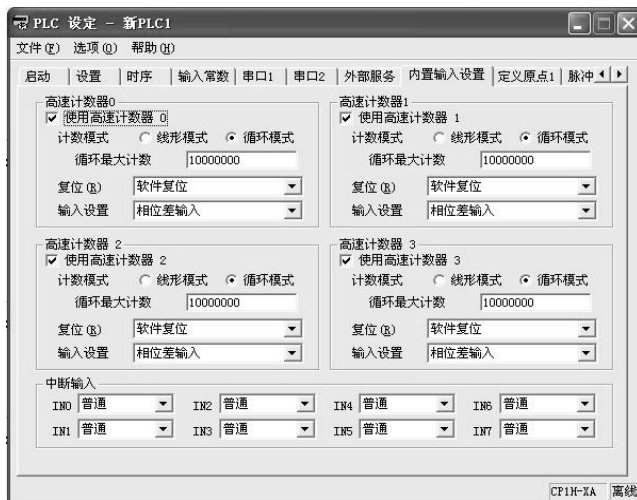 PLC 设定 - 新PLC1
文件(F) 选项(O) 帮助(H)
启动 设置 时序 输入常数 串口1 串口2 外部服务 内置输入设置 定义原点1 脉冲
高速计数器0
使用高速计数器 0
计数模式 线形模式 循环模式
循环最大计数 10000000
复位(R) 软件复位
输入设置 相位差输入
高速计数器1
使用高速计数器 1
计数模式 线形模式 循环模式
循环最大计数 10000000
复位(R) 软件复位
输入设置 相位差输入
高速计数器 2
使用高速计数器 2
计数模式 线形模式 循环模式
循环最大计数 10000000
复位(R) 软件复位
输入设置 相位差输入
高速计数器 3
使用高速计数器 3
计数模式 线形模式 循环模式
循环最大计数 10000000
复位(R) 软件复位
输入设置 相位差输入
中断输入
IN0 普通 IN2 普通 IN4 普通 IN6 普通
IN1 普通 IN3 普通 IN5 普通 IN7 普通
CP1H-XA 离线